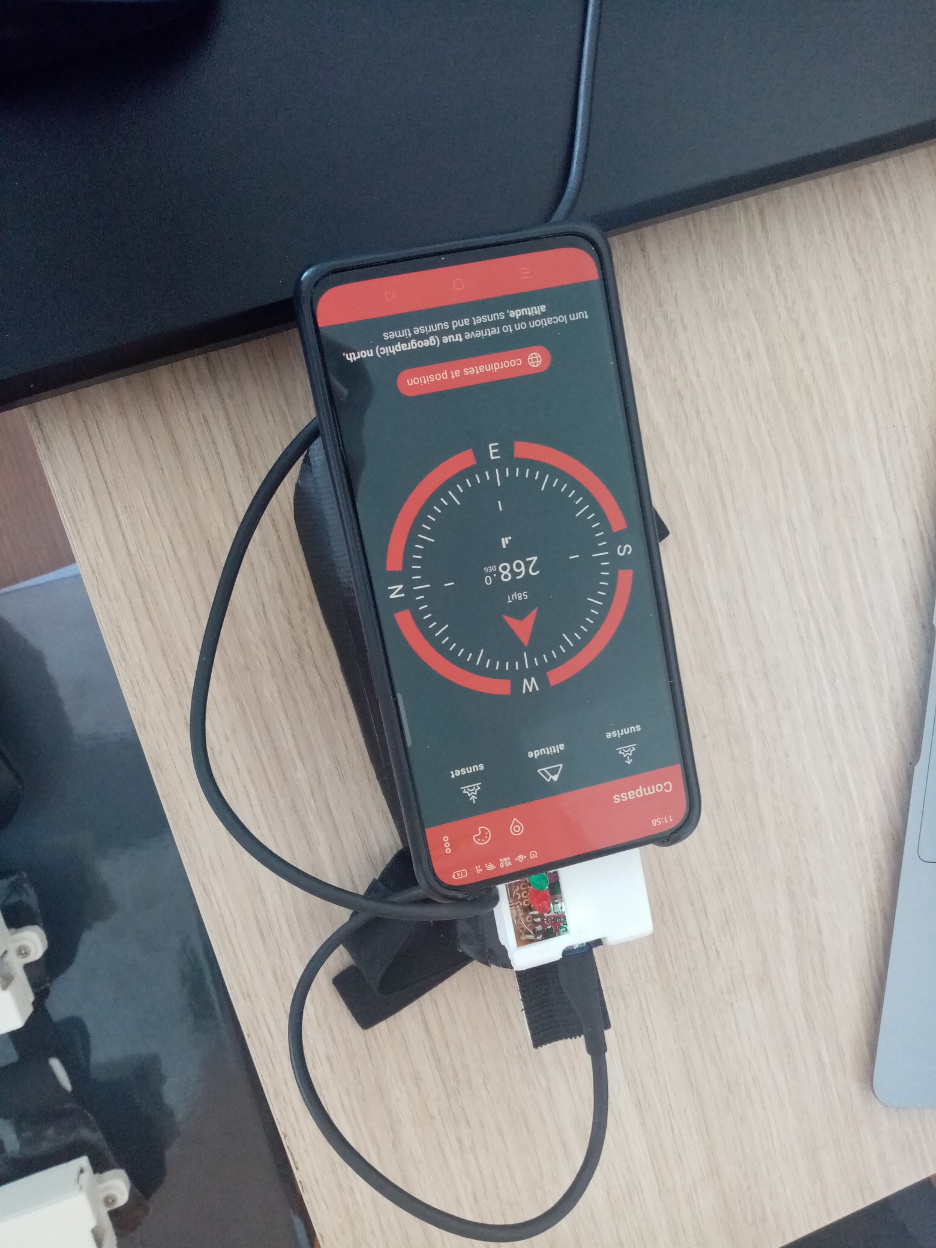 11:58
Compass
sunrise
altitude
sunset
W
58µT
268.0
DEG
S
N
E
coordinates at position
turn location on to retrieve true (geographic) north,
altitude, sunset and sunrise times